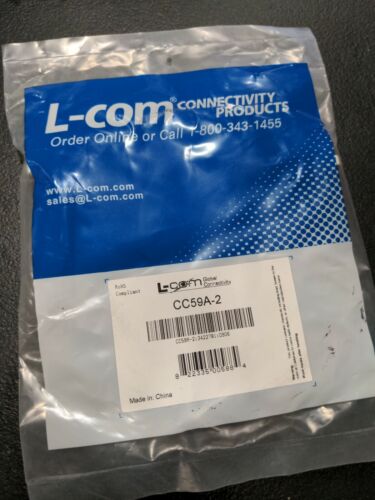 L-com® CONNECTIVITY PRODUCTS
Order Online or Call 1-800-343-1455
www.L-com.com
sales@L-com.com
RoHS
Compliant
L-com Global
Connectivity
CC59A-2
Made in: China